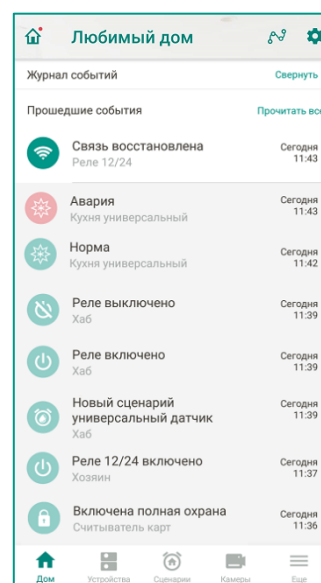 Любимый дом
Журнал событий
Свернуть
Прошедшие события
Прочитать все
Связь восстановлена
Реле 12/24
Сегодня
11:43
Авария
Кухня универсальный
Сегодня
11:43
Норма
Кухня универсальный
Сегодня
11:42
Реле выключено
Хаб
Сегодня
11:39
Реле включено
Хаб
Сегодня
11:39
Новый сценарий
универсальный датчик
Хаб
Сегодня
11:39
Реле 12/24 включено
Хозяин
Сегодня
11:37
Включена полная охрана
Считыватель карт
Сегодня
11:36
Дом
Устройства
Сценарии
Камеры
Еще